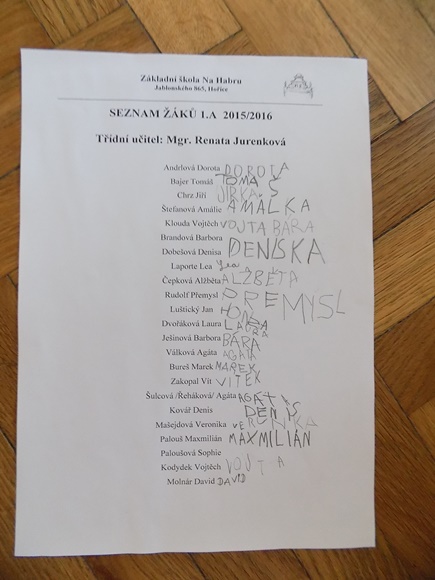 Základní škola Na Habru
Jablonského 865, Hořice
SEZNAM ŽÁKŮ 1.A 2015/2016
Třídní učitel: Mgr. Renata Jurenková
Andrlová Dorota DOROTA
Bajer Tomáš TOMÁŠ
Chrz Jiří JIRKA
Štefanová Amálie AMALKA
Klouda Vojtěch VOJTA BARA
Brandová Barbora
Dobešová Denisa DENISKA
Laporte Lea Lea
Čepková Alžběta ALŽBĚTA
Rudolf Přemysl PŘEMYSL
Luštický Jan HONZA
Dvořáková Laura LAURA
Ješinová Barbora BÁRA
Válková Agáta AGÁTA
Bureš Marek MAREK
Zakopal Vít VÍTEK
Šulcová /Řeháková/ Agáta AGÁTA
Kovář Denis DENIS
Mašejdová Veronika VERONIKA
Palouš Maxmilián MAXMILIÁN
Paloušová Sophie
Kodydek Vojtěch VOJTA
Molnár David DAVID